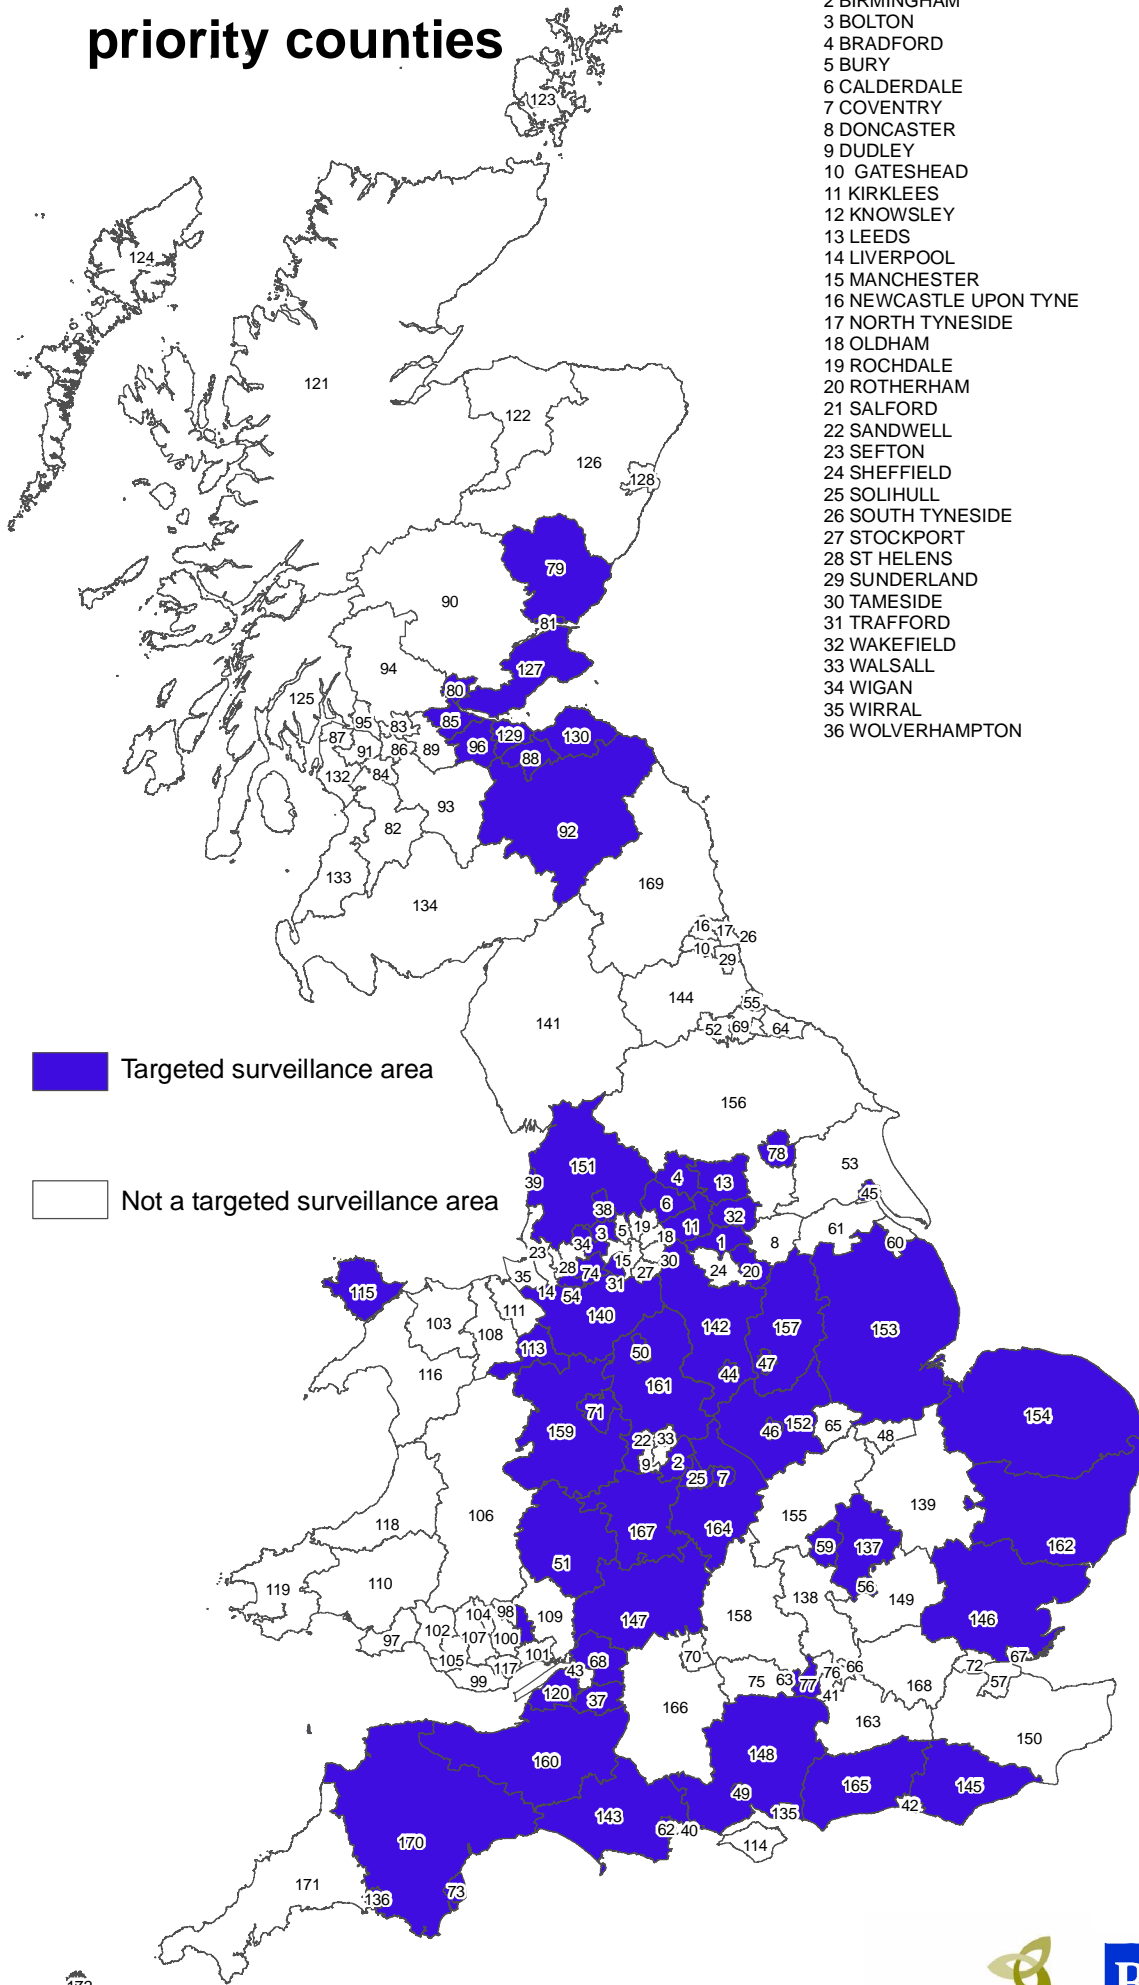 priority counties
2 BIRMINGHAM
3 BOLTON
4 BRADFORD
5 BURY
6 CALDERDALE
7 COVENTRY
8 DONCASTER
9 DUDLEY
10 GATESHEAD
11 KIRKLEES
12 KNOWSLEY
13 LEEDS
14 LIVERPOOL
15 MANCHESTER
16 NEWCASTLE UPON TYNE
17 NORTH TYNESIDE
18 OLDHAM
19 ROCHDALE
20 ROTHERHAM
21 SALFORD
22 SANDWELL
23 SEFTON
24 SHEFFIELD
25 SOLIHULL
26 SOUTH TYNESIDE
27 STOCKPORT
28 ST HELENS
29 SUNDERLAND
30 TAMESIDE
31 TRAFFORD
32 WAKEFIELD
33 WALSALL
34 WIGAN
35 WIRRAL
36 WOLVERHAMPTON
123
124
121
122
126
128
79
90
81
127
94
80
125
95 83 85
87 129 130
91 86 89 96 88
132 84
93
82 92
133
134
169
16 17 26
10 29
144 55
141 52 69 64
Targeted surveillance area
156
78
151 53
4 13
39 45
Not a targeted surveillance area
6
38 32
3 5 19 11 61
34 18 1 8 60
23
28 74 15 30 24 20
35 31 27
115 14 54
111 140
103 108 142 157 153
113 50
116 47
161 44
71 154
159 46 152 65 48
22 33
9 2
25 7
139
106 155
118 167 164
59 137 162
51
110 56
119 138 149
104 98 109 147 158 146
102 107 100
97
105 101 68 70 67
99 117 43 75 63 77 76 66 72
120 37 41 168 57
166 163
150
160 148
165 145
49
143 135 42
62 40
114
170
171 73
136